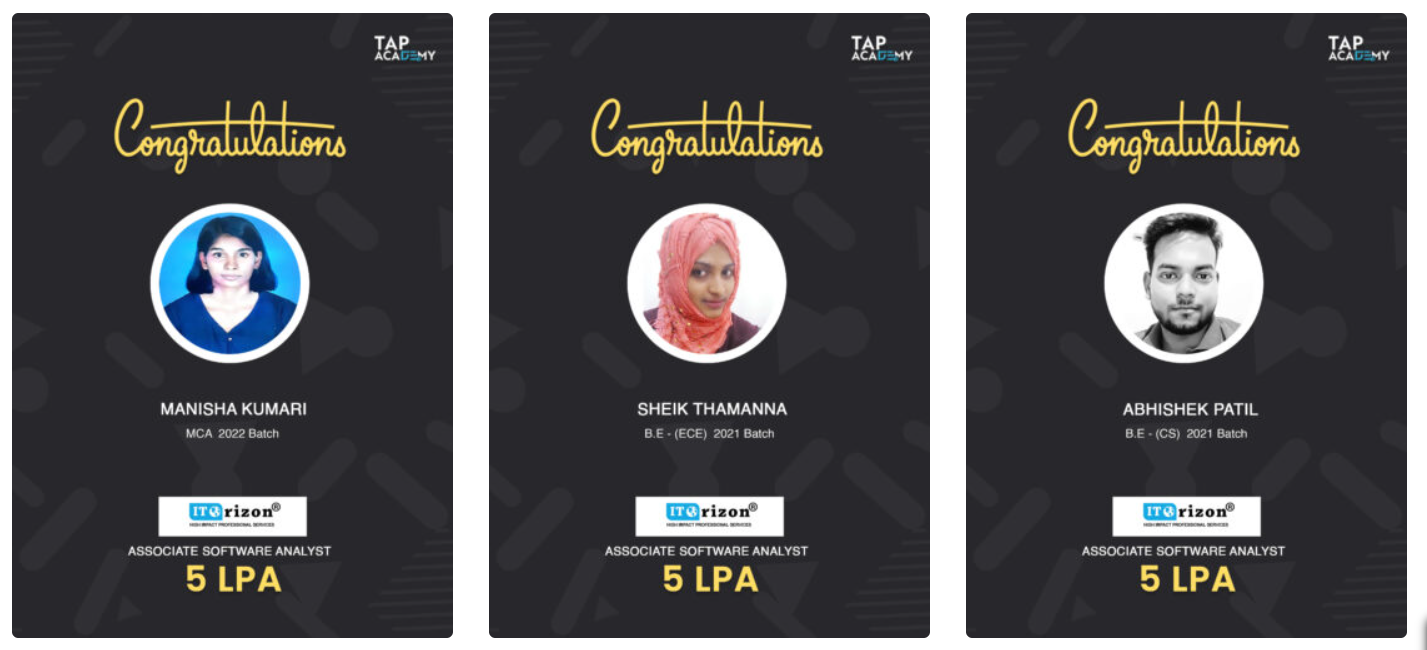 TAP
ACADEMY
Congratulations
MANISHA KUMARI
MCA 2022 Batch
ITOrizon®
HIGH IMPACT PROFESSIONAL SERVICES
ASSOCIATE SOFTWARE ANALYST
5 LPA
TAP
ACADEMY
Congratulations
SHEIK THAMANNA
B.E - (ECE) 2021 Batch
ITOrizon®
HIGH IMPACT PROFESSIONAL SERVICES
ASSOCIATE SOFTWARE ANALYST
5 LPA
TAP
ACADEMY
Congratulations
ABHISHEK PATIL
B.E - (CS) 2021 Batch
ITOrizon®
HIGH IMPACT PROFESSIONAL SERVICES
ASSOCIATE SOFTWARE ANALYST
5 LPA